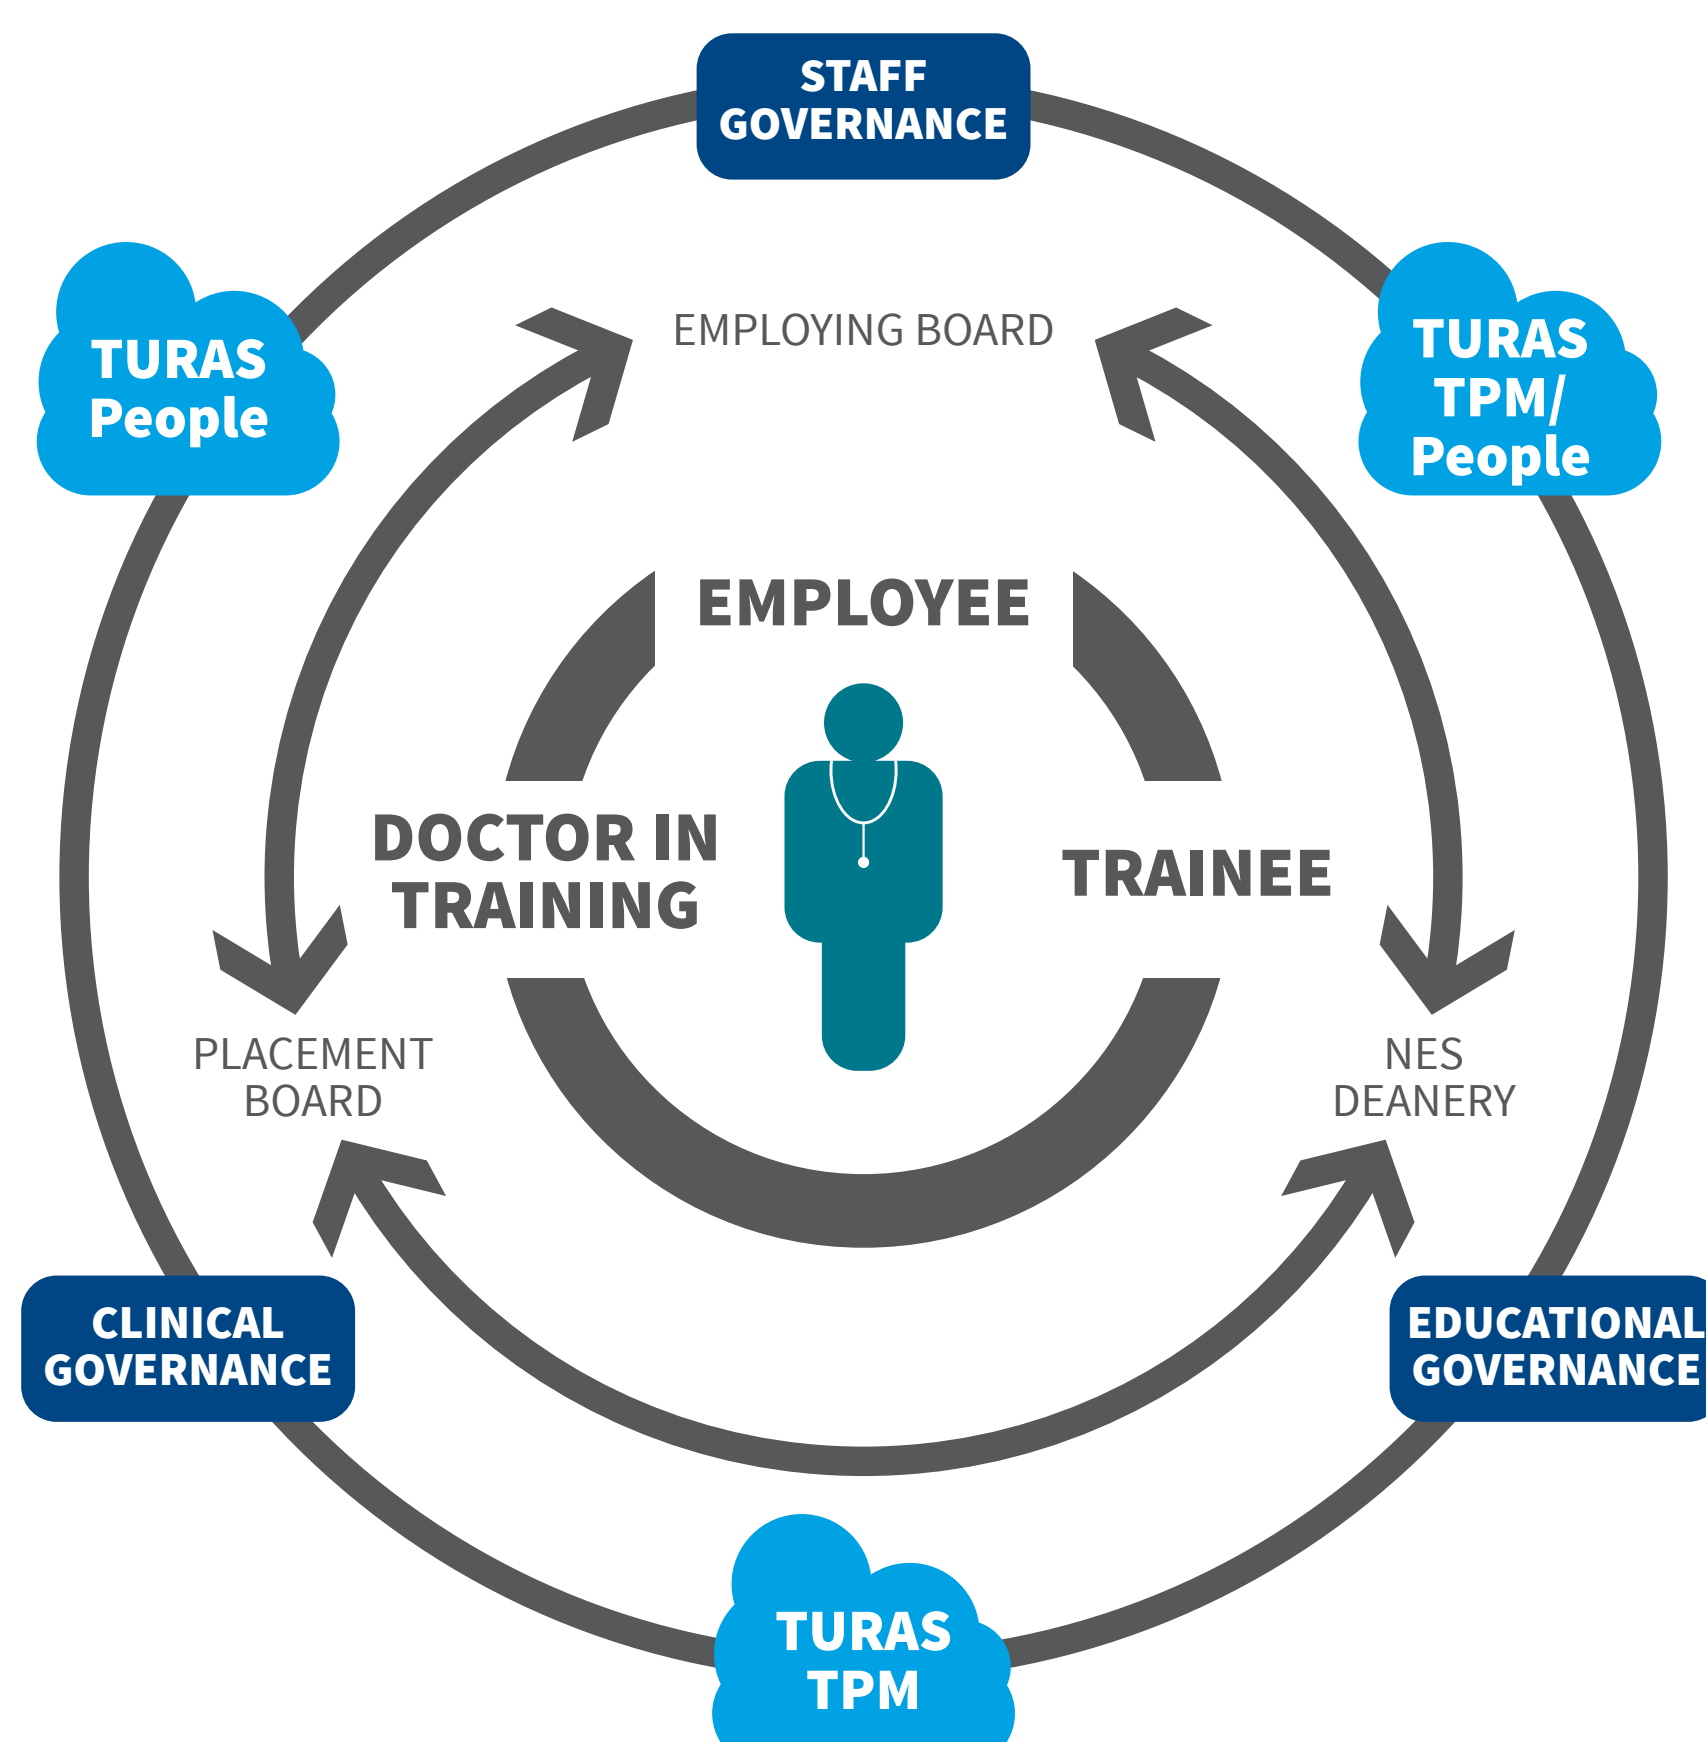 STAFF
GOVERNANCE
TURAS
People
EMPLOYING BOARD
TURAS
TPM/
People
EMPLOYEE
DOCTOR IN
TRAINING
TRAINEE
PLACEMENT
BOARD
NES
DEANERY
CLINICAL
GOVERNANCE
EDUCATIONAL
GOVERNANCE
TURAS
TPM